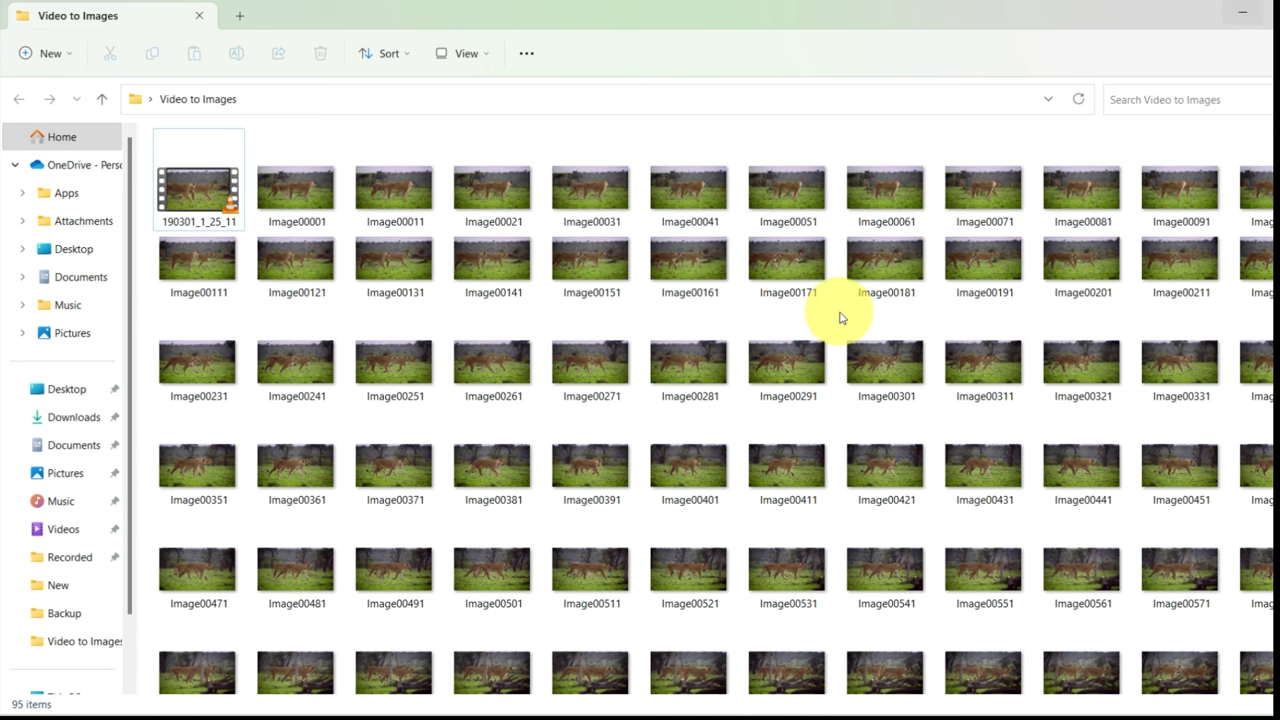 Video to Images
New
Sort
View
Video to Images
Search Video to Images
Home
OneDrive - Perso
Apps
Attachments
Desktop
Documents
Music
Pictures
Desktop
Downloads
Documents
Pictures
Music
Videos
Recorded
New
Backup
Video to Images
190301_1_25_11 Image00001 Image00011 Image00021 Image00031 Image00041 Image00051 Image00061 Image00071 Image00081 Image00091
Image00111 Image00121 Image00131 Image00141 Image00151 Image00161 Image00171 Image00181 Image00191 Image00201 Image00211
Image00231 Image00241 Image00251 Image00261 Image00271 Image00281 Image00291 Image00301 Image00311 Image00321 Image00331
Image00351 Image00361 Image00371 Image00381 Image00391 Image00401 Image00411 Image00421 Image00431 Image00441 Image00451
Image00471 Image00481 Image00491 Image00501 Image00511 Image00521 Image00531 Image00541 Image00551 Image00561 Image00571
95 items